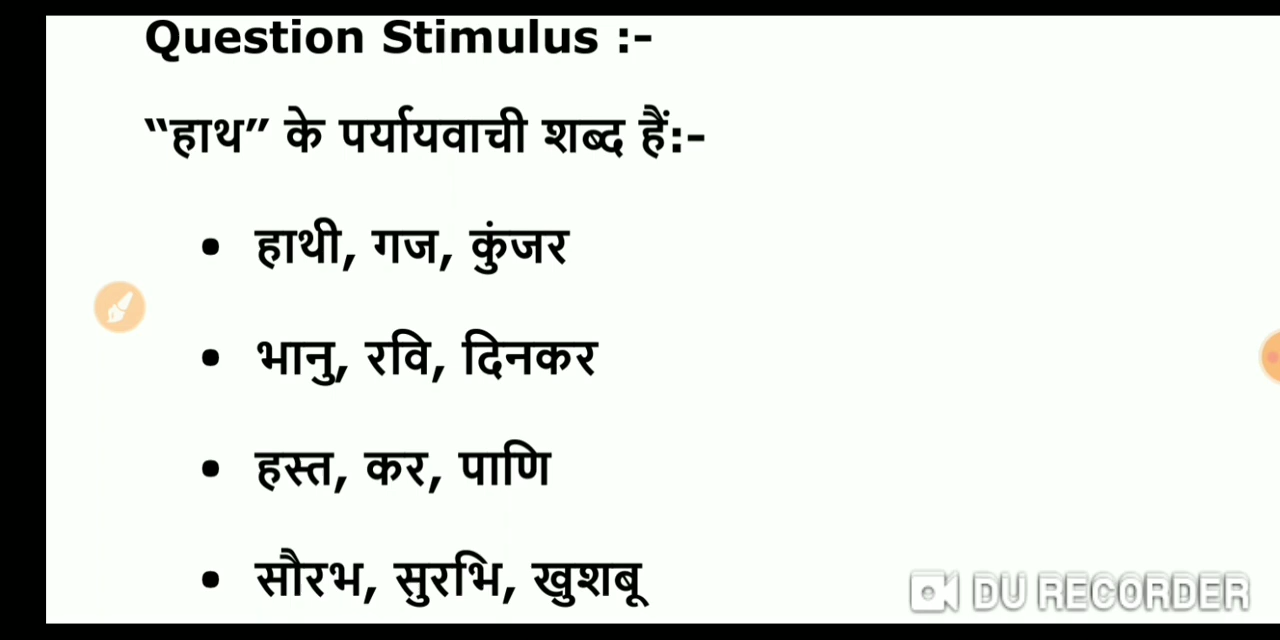 Question Stimulus :-
“हाथ” के पर्यायवाची शब्द हैं:-
• हाथी, गज, कुंजर
• भानु, रवि, दिनकर
• हस्त, कर, पाणि
• सौरभ, सुरभि, खुशबू
DU RECORDER